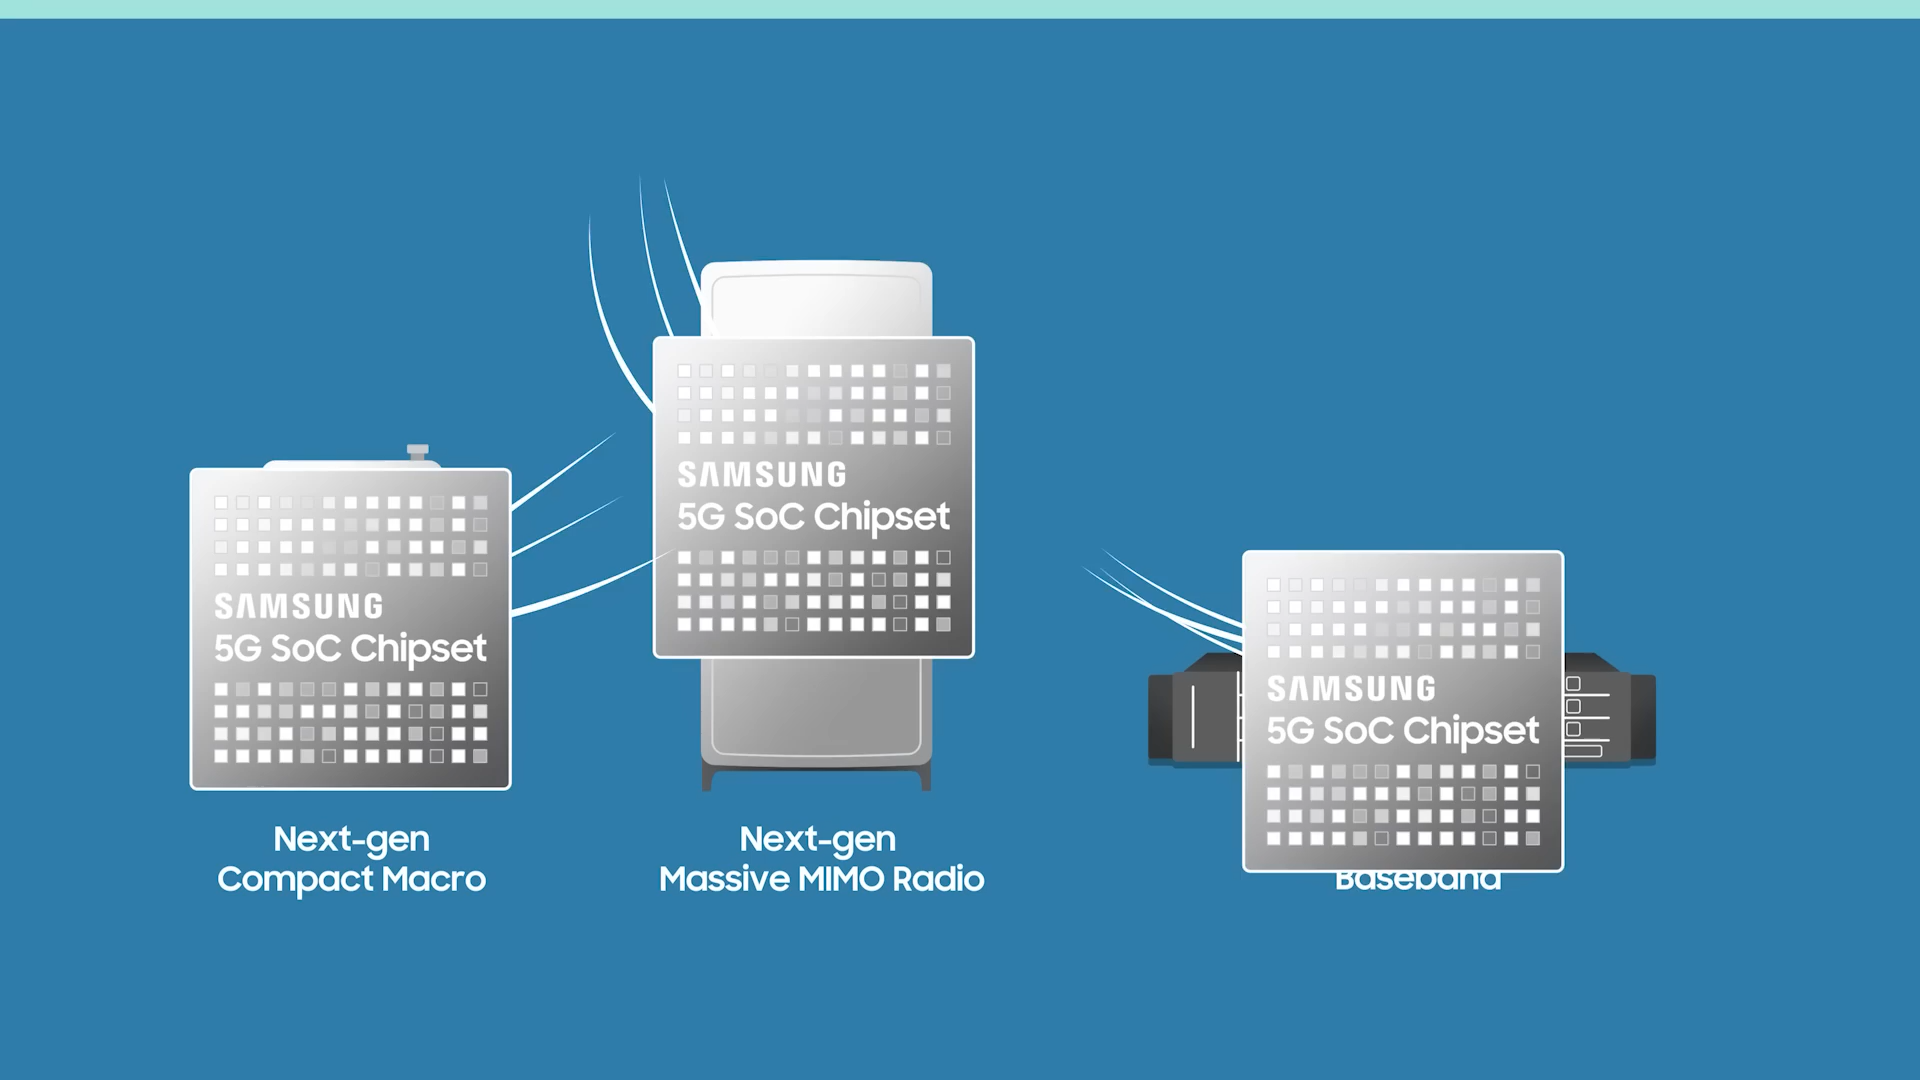 SAMSUNG
5G SoC Chipset
Next-gen
Compact Macro
SAMSUNG
5G SoC Chipset
Next-gen
Massive MIMO Radio
SAMSUNG
5G SoC Chipset
Baseband